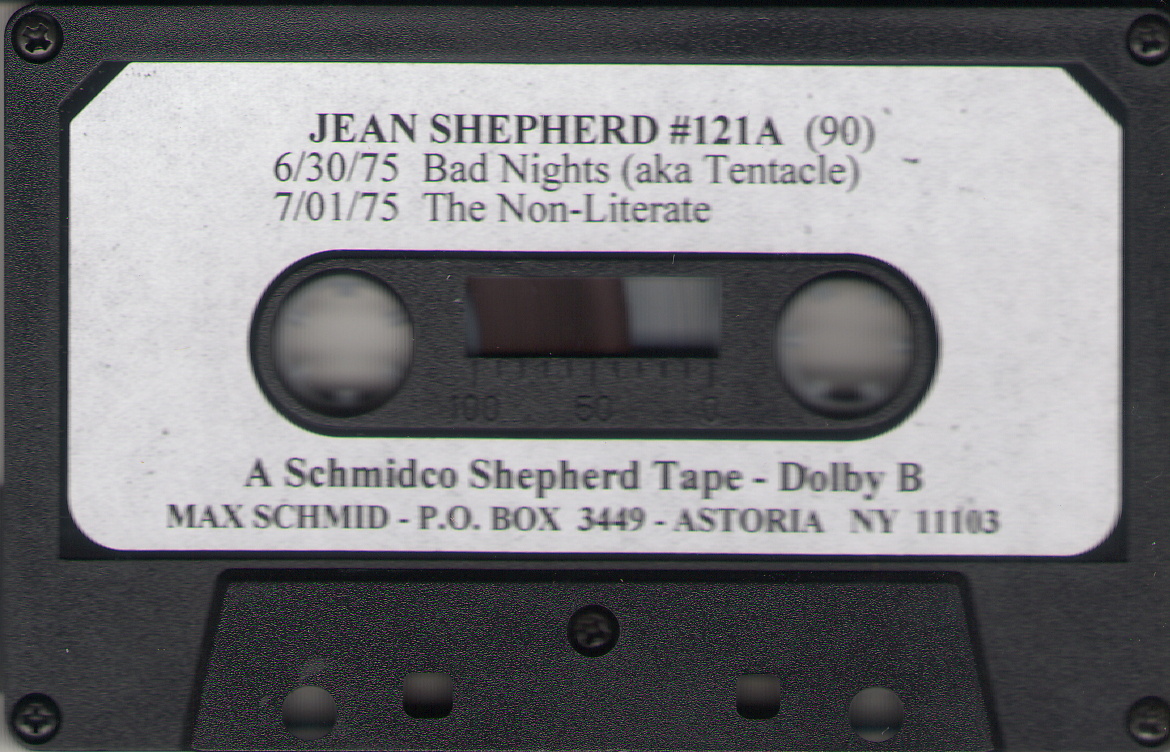 JEAN SHEPHERD #121A (90)
6/30/75 Bad Nights (aka Tentacle)
7/01/75 The Non-Literate
100 50 0
A Schmidco Shepherd Tape - Dolby B
MAX SCHMID - P.O. BOX 3449 - ASTORIA NY 11103